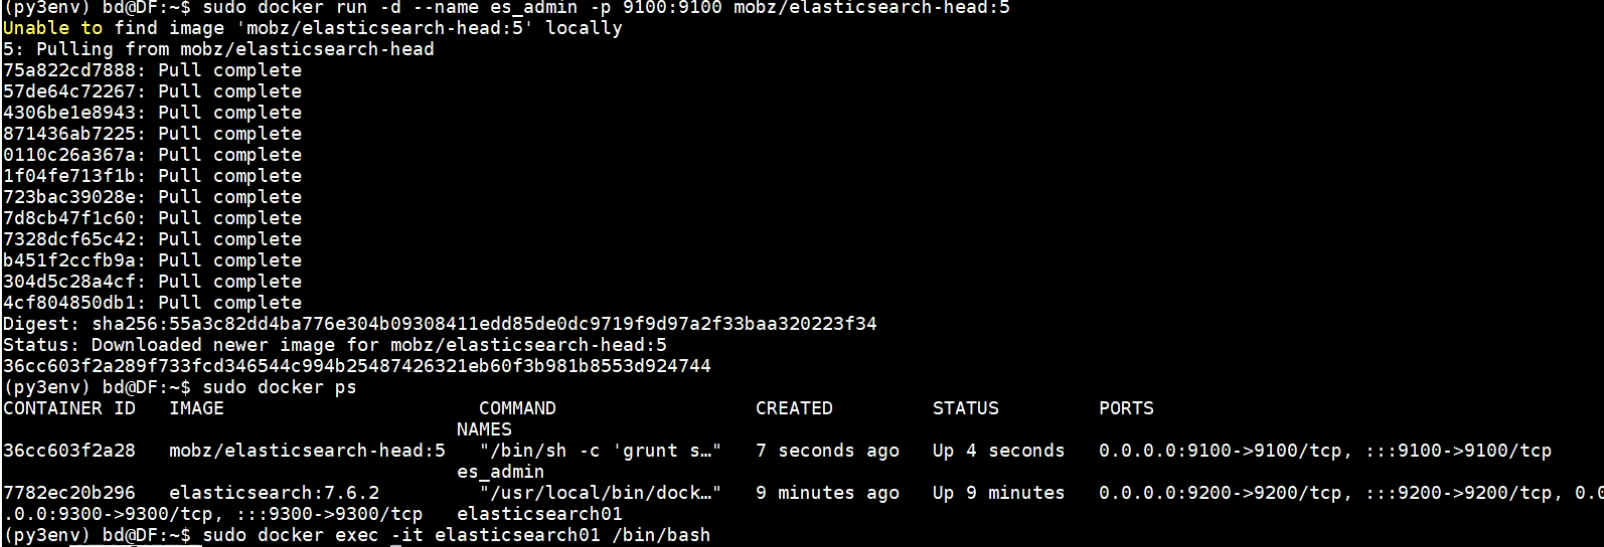 (py3env) bd@DF:~$ sudo docker run -d --name es_admin -p 9100:9100 mobz/elasticsearch-head:5
Unable to find image 'mobz/elasticsearch-head:5' locally
5: Pulling from mobz/elasticsearch-head
75a822cd7888: Pull complete
57de64c72267: Pull complete
4306be1e8943: Pull complete
871436ab7225: Pull complete
0110c26a367a: Pull complete
1f04fe713f1b: Pull complete
723bac39028e: Pull complete
7d8cb47f1c60: Pull complete
7328dcf65c42: Pull complete
b451f2ccfb9a: Pull complete
304d5c28a4cf: Pull complete
4cf804850db1: Pull complete
Digest: sha256:55a3c82dd4ba776e304b09308411edd85de0dc9719f9d97a2f33baa320223f34
Status: Downloaded newer image for mobz/elasticsearch-head:5
36cc603f2a289f733fcd346544c994b25487426321eb60f3b981b8553d924744
(py3env) bd@DF:~$ sudo docker ps
CONTAINER ID   IMAGE                       COMMAND                  CREATED         STATUS         PORTS
NAMES
36cc603f2a28   mobz/elasticsearch-head:5   "/bin/sh -c 'grunt s…"   7 seconds ago   Up 4 seconds   0.0.0.0:9100->9100/tcp, :::9100->9100/tcp
es_admin
7782ec20b296   elasticsearch:7.6.2         "/usr/local/bin/dock…"   9 minutes ago   Up 9 minutes   0.0.0.0:9200->9200/tcp, :::9200->9200/tcp, 0.0
.0.0:9300->9300/tcp, :::9300->9300/tcp   elasticsearch01
(py3env) bd@DF:~$ sudo docker exec -it elasticsearch01 /bin/bash